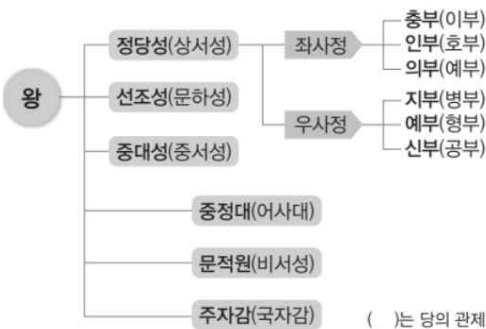 왕
정당성(상서성)
선조성(문하성)
중대성(중서성)
중정대(어사대)
문적원(비서성)
주자감(국자감)
좌사정
우사정
충부(이부)
인부(호부)
의부(예부)
지부(병부)
예부(형부)
신부(공부)
( )는 당의 관제